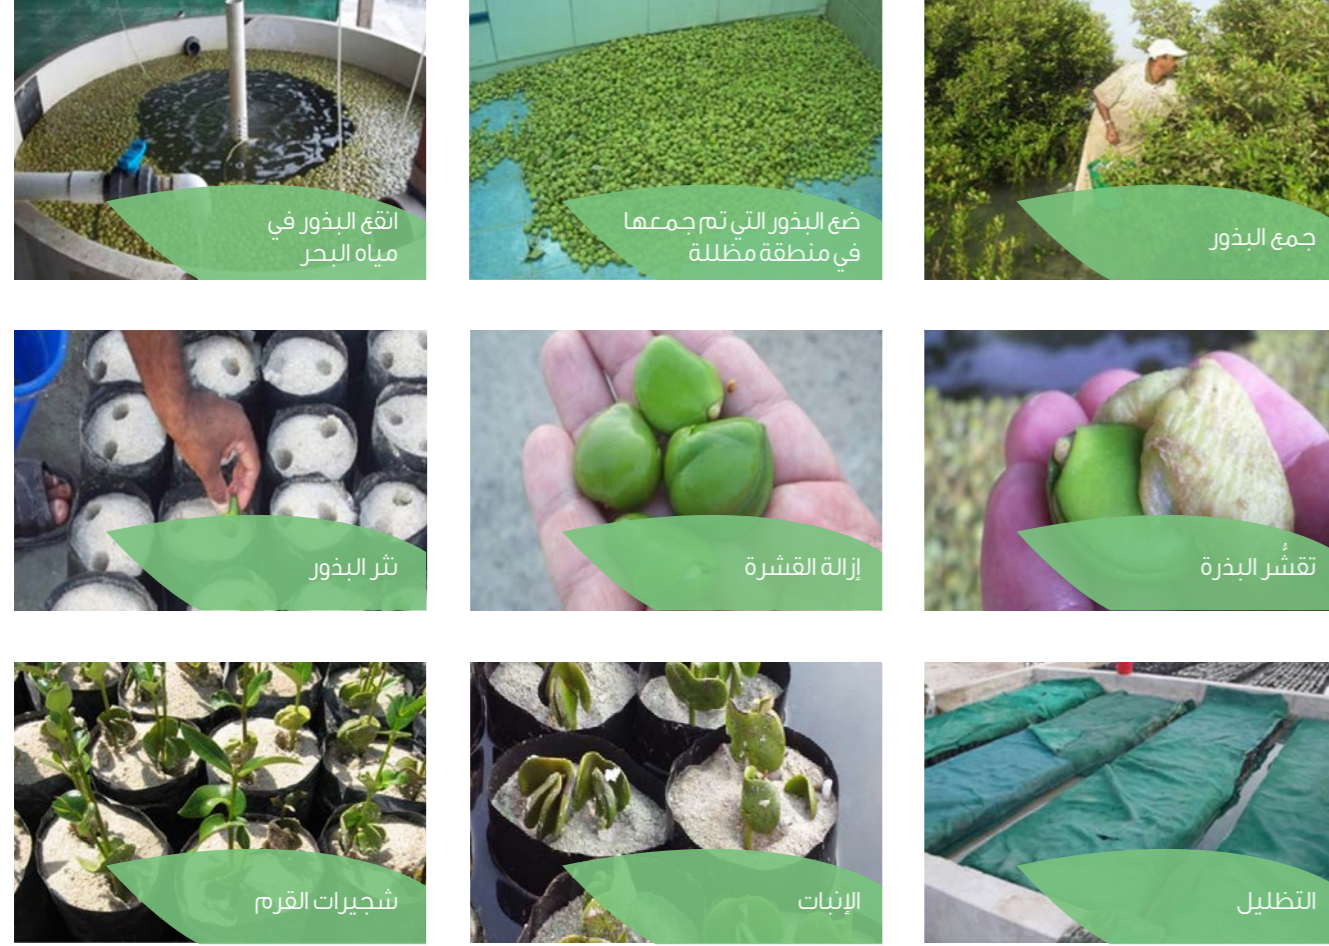 جمع البذور
ضع البذور التي تم جمعها
في منطقة مظللة
انقع البذور في
مياه البحر
تقشُّر البذرة
إزالة القشرة
نثر البذور
التظليل
الإنبات
شجيرات القرم